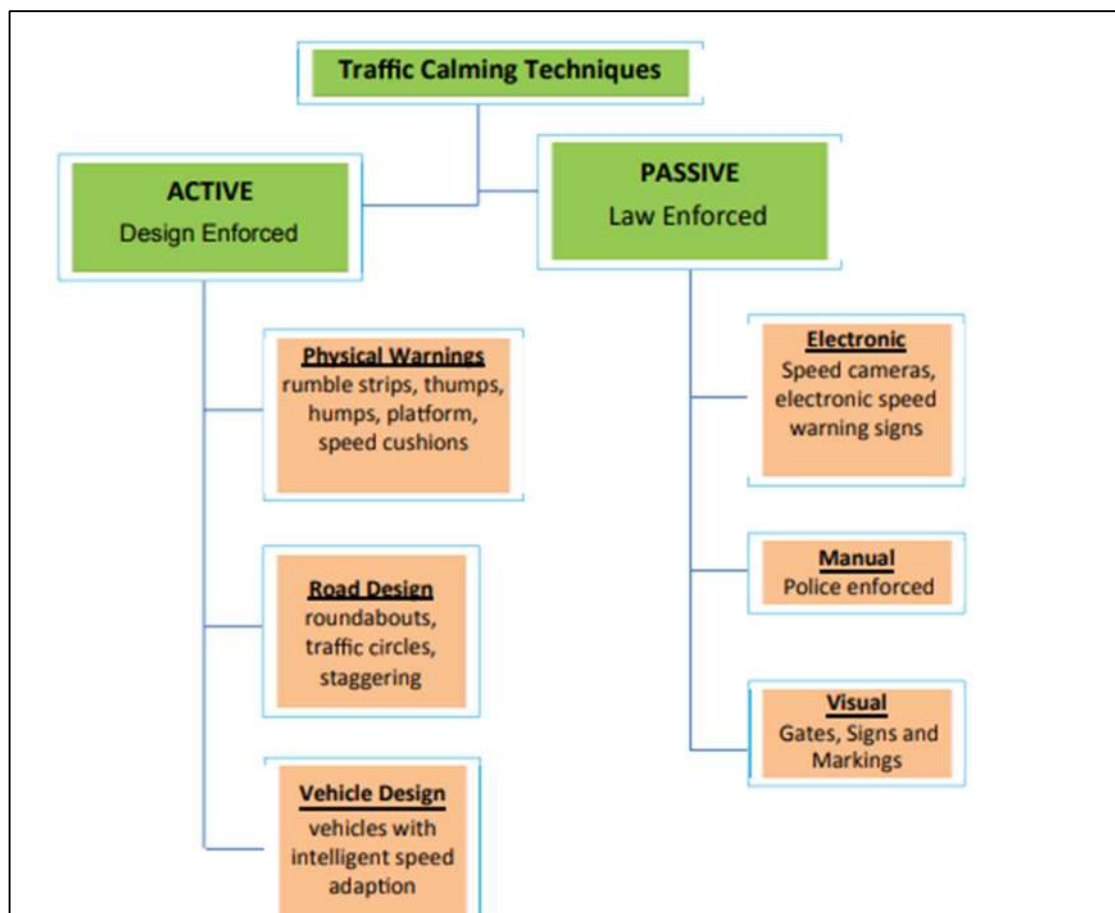 Traffic Calming Techniques
ACTIVE
Design Enforced
PASSIVE
Law Enforced
Physical Warnings
rumble strips, thumps,
humps, platform,
speed cushions
Road Design
roundabouts,
traffic circles,
staggering
Vehicle Design
vehicles with
intelligent speed
adaption
Electronic
Speed cameras,
electronic speed
warning signs
Manual
Police enforced
Visual
Gates, Signs and
Markings